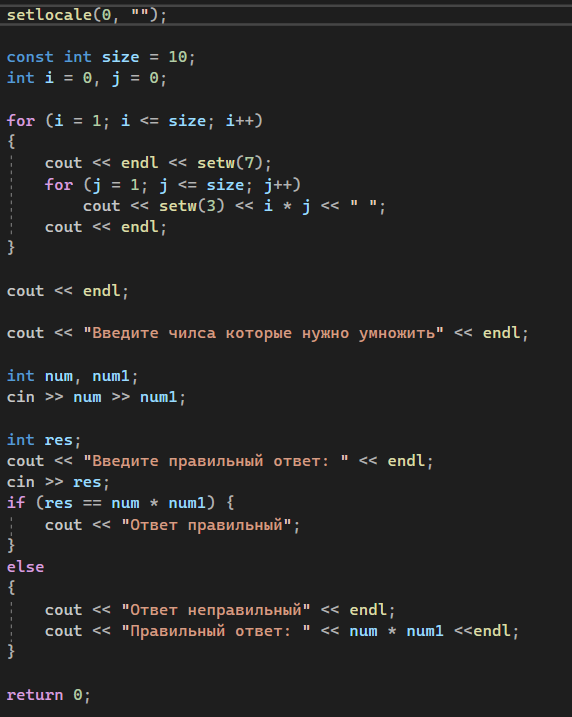 setlocale(0, "");
const int size = 10;
int i = 0, j = 0;
for (i = 1; i <= size; i++)
{
cout << endl << setw(7);
for (j = 1; j <= size; j++)
cout << setw(3) << i * j << " ";
cout << endl;
}
cout << endl;
cout << "Введите чилса которые нужно умножить" << endl;
int num, num1;
cin >> num >> num1;
int res;
cout << "Введите правильный ответ: " << endl;
cin >> res;
if (res == num * num1) {
cout << "Ответ правильный";
}
else
{
cout << "Ответ неправильный" << endl;
cout << "Правильный ответ: " << num * num1 <<endl;
}
return 0;